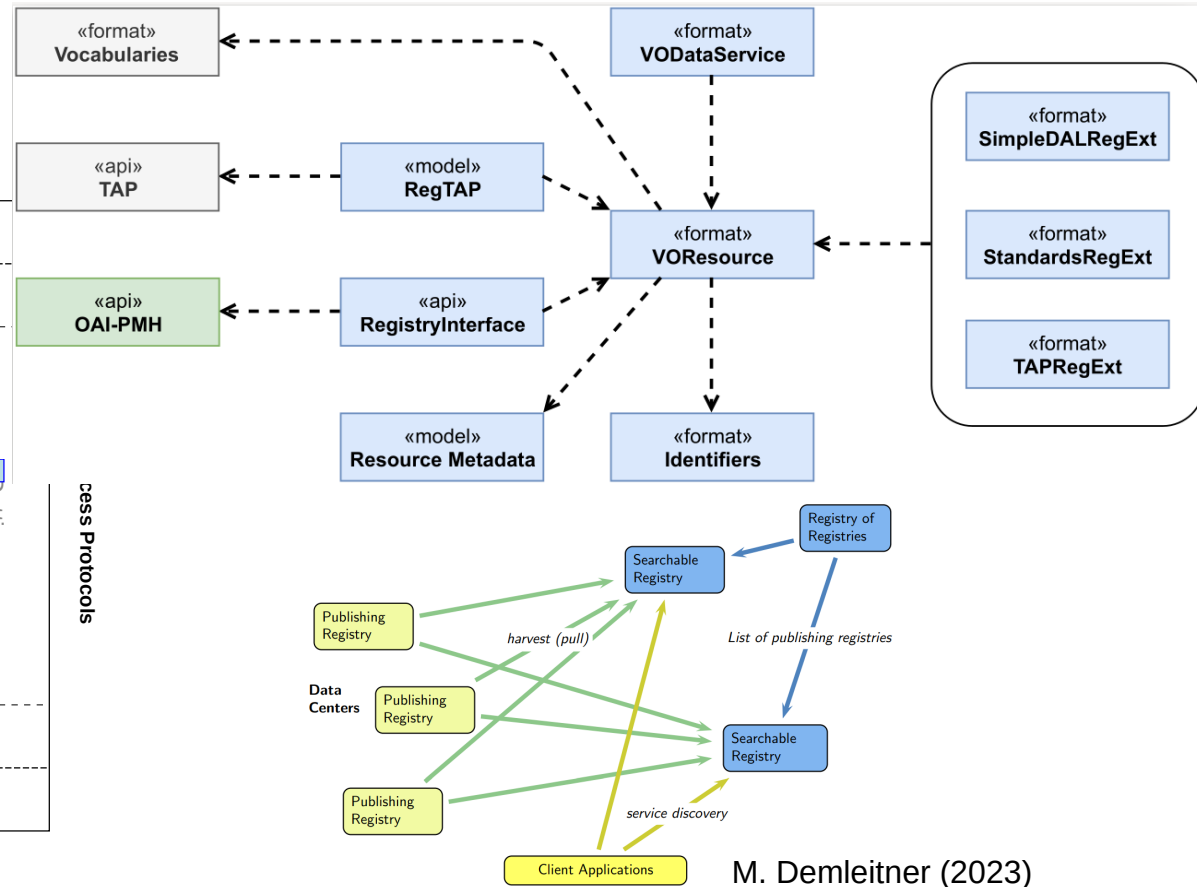 «format»
Vocabularies
«format»
VODataService
«format»
SimpleDALRegExt
«api»
TAP
«model»
RegTAP
«format»
VOResource
«format»
StandardsRegExt
«api»
OAI-PMH
«api»
RegistryInterface
«format»
TAPRegExt
«model»
Resource Metadata
«format»
Identifiers
cess Protocols
Registry of
Registries
Searchable
Registry
Publishing
Registry
harvest (pull)
List of publishing registries
Data
Centers
Publishing
Registry
Searchable
Registry
Publishing
Registry
service discovery
Client Applications
M. Demleitner (2023)